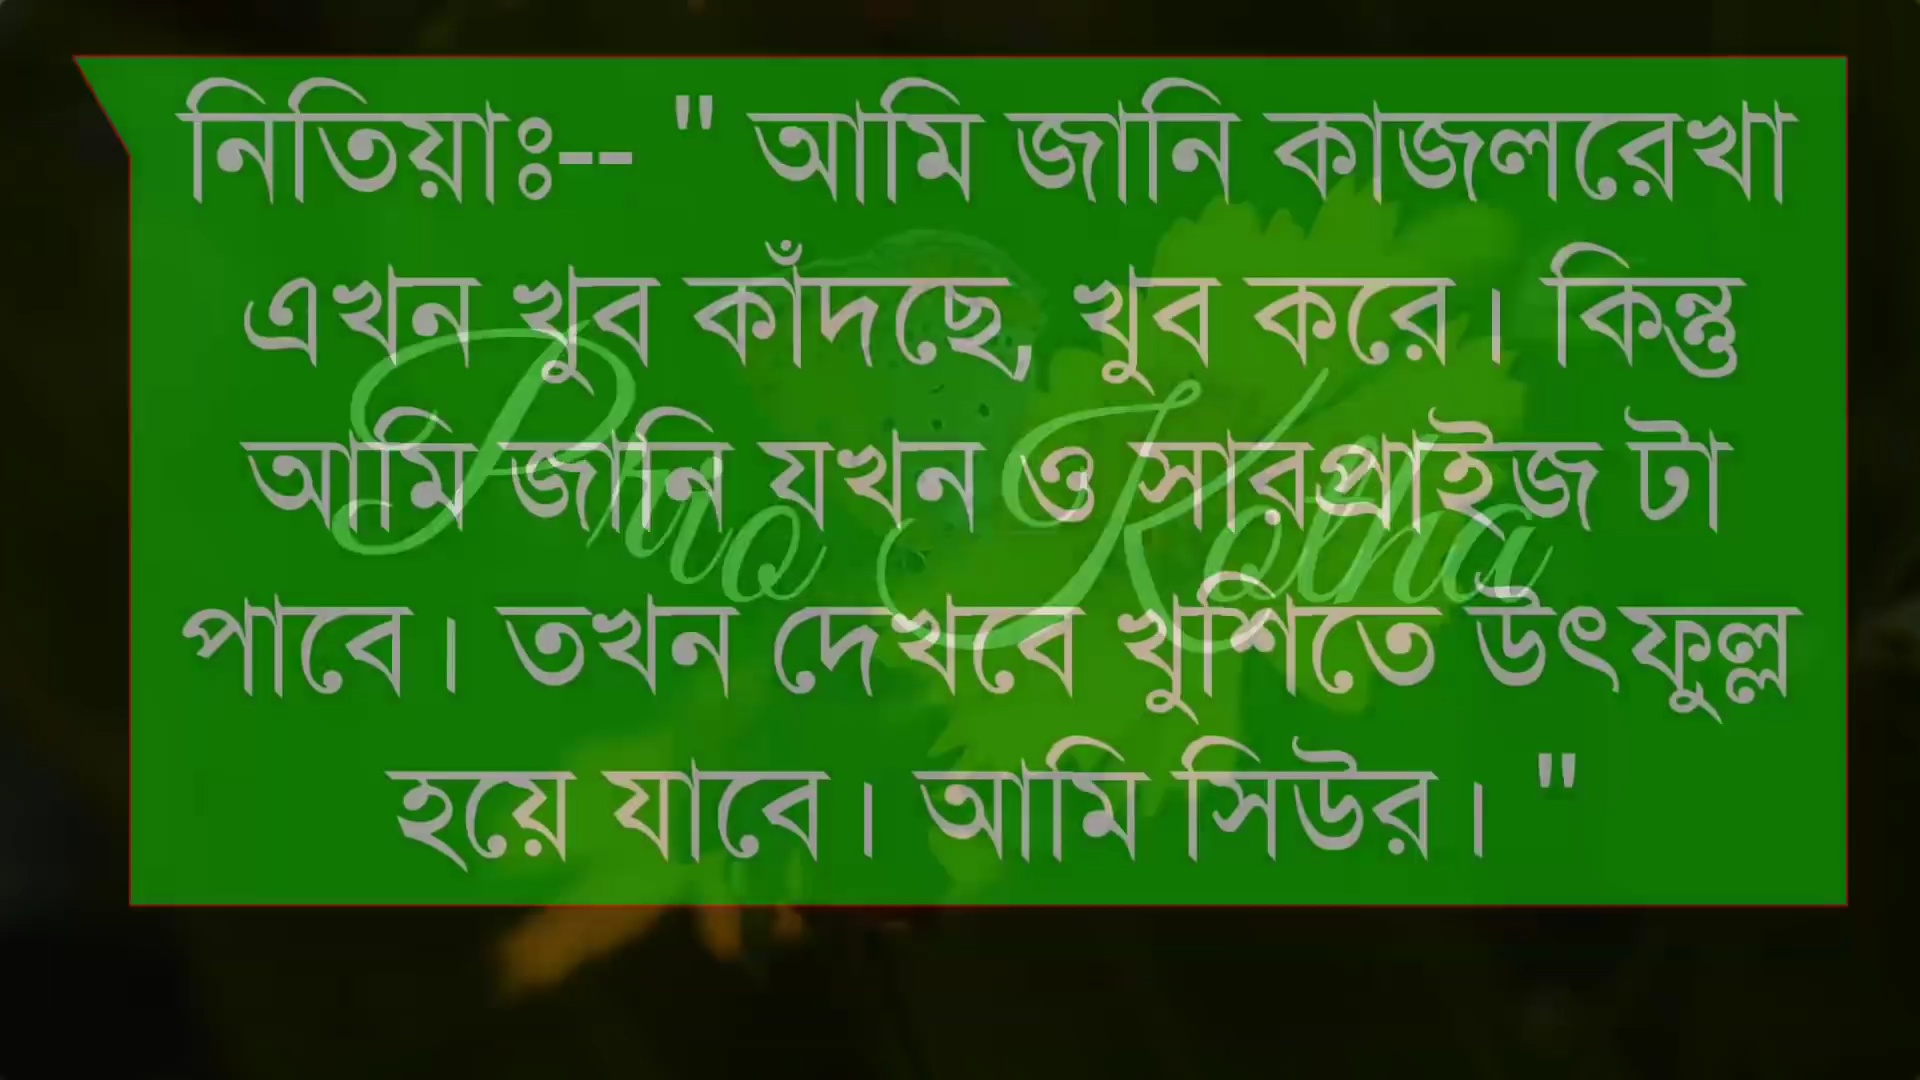 নিতিয়াঃ-- " আমি জানি কাজলরেখা
এখন খুব কাঁদছে, খুব করে। কিন্তু
আমি জানি যখন ও সারপ্রাইজ টা
পাবে। তখন দেখবে খুশিতে উৎফুল্ল
হয়ে যাবে। আমি সিউর। "